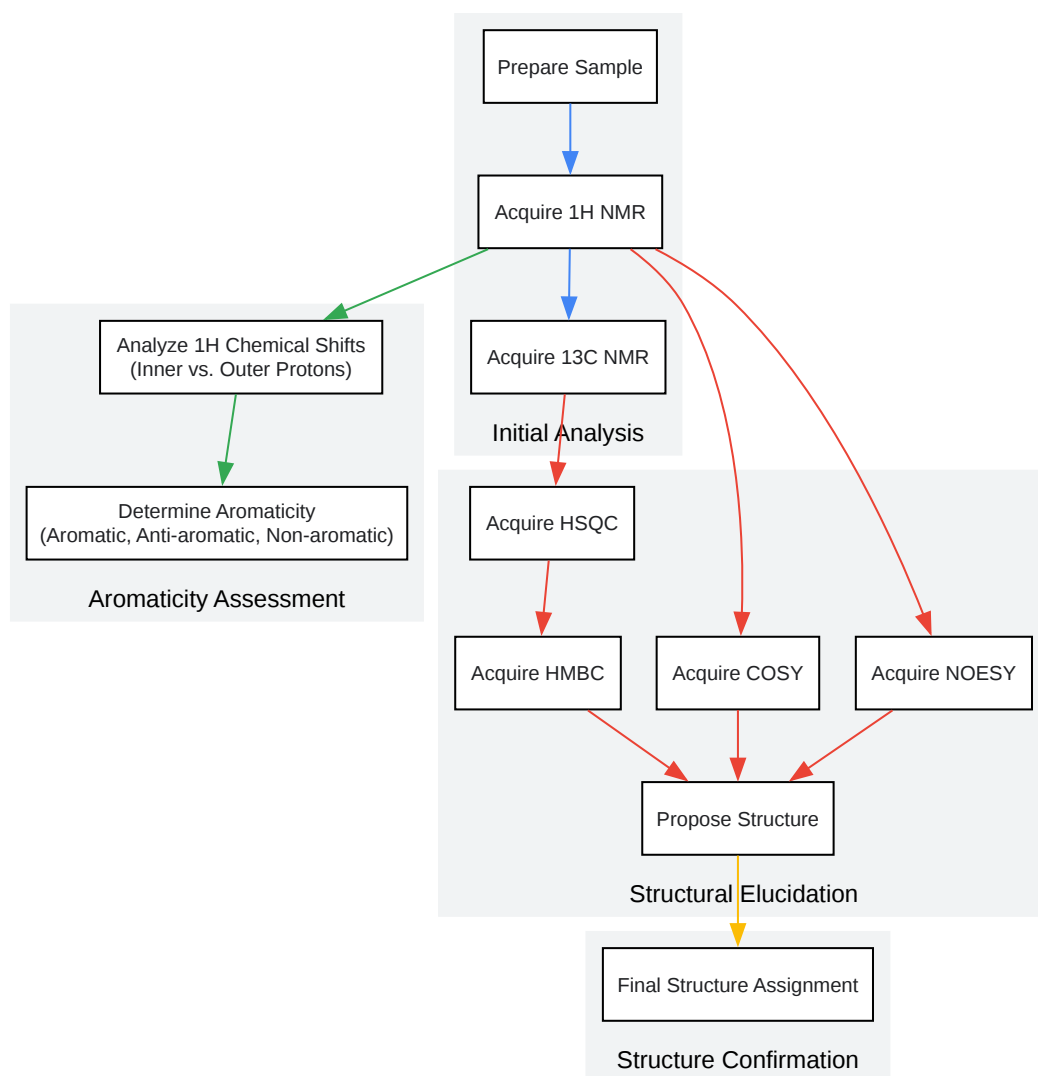 Prepare Sample
Acquire 1H NMR
Analyze 1H Chemical Shifts
(Inner vs. Outer Protons)
Acquire 13C NMR
Initial Analysis
Determine Aromaticity
(Aromatic, Anti-aromatic, Non-aromatic)
Aromaticity Assessment
Acquire HSQC
Acquire HMBC
Acquire COSY
Acquire NOESY
Propose Structure
Structural Elucidation
Final Structure Assignment
Structure Confirmation